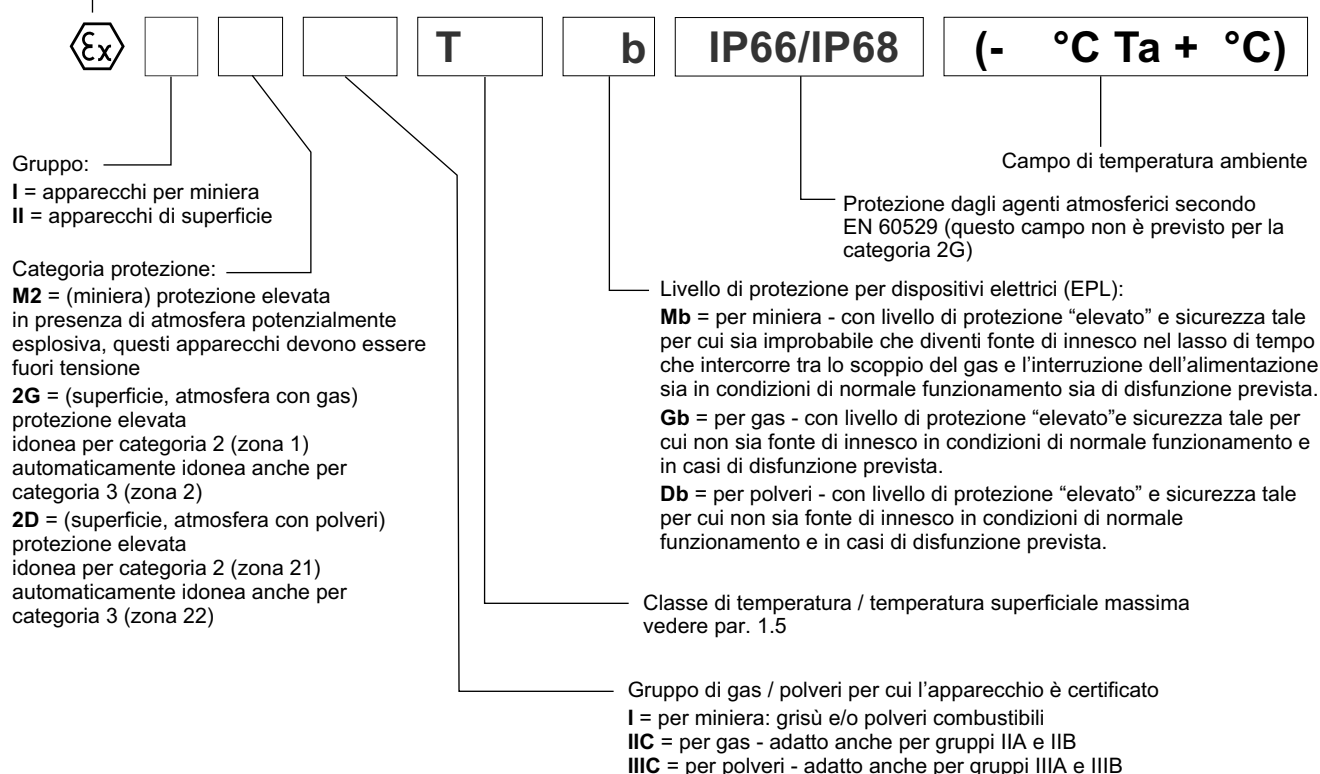 Ex T b IP66/IP68 (- °C Ta + °C)
Gruppo:
I = apparecchi per miniera
II = apparecchi di superficie
Categoria protezione:
M2 = (miniera) protezione elevata
in presenza di atmosfera potenzialmente
esplosiva, questi apparecchi devono essere
fuori tensione
2G = (superficie, atmosfera con gas)
protezione elevata
idonea per categoria 2 (zona 1)
automaticamente idonea anche per
categoria 3 (zona 2)
2D = (superficie, atmosfera con polveri)
protezione elevata
idonea per categoria 2 (zona 21)
automaticamente idonea anche per
categoria 3 (zona 22)
Campo di temperatura ambiente
Protezione dagli agenti atmosferici secondo
EN 60529 (questo campo non è previsto per la
categoria 2G)
Livello di protezione per dispositivi elettrici (EPL):
Mb = per miniera - con livello di protezione “elevato” e sicurezza tale
per cui sia improbabile che diventi fonte di innesco nel lasso di tempo
che intercorre tra lo scoppio del gas e l’interruzione dell’alimentazione
sia in condizioni di normale funzionamento sia di disfunzione prevista.
Gb = per gas - con livello di protezione “elevato”e sicurezza tale per
cui non sia fonte di innesco in condizioni di normale funzionamento e
in casi di disfunzione prevista.
Db = per polveri - con livello di protezione “elevato” e sicurezza tale
per cui non sia fonte di innesco in condizioni di normale
funzionamento e in casi di disfunzione prevista.
Classe di temperatura / temperatura superficiale massima
vedere par. 1.5
Gruppo di gas / polveri per cui l’apparecchio è certificato
I = per miniera: grisù e/o polveri combustibili
IIC = per gas - adatto anche per gruppi IIA e IIB
IIIC = per polveri - adatto anche per gruppi IIIA e IIIB